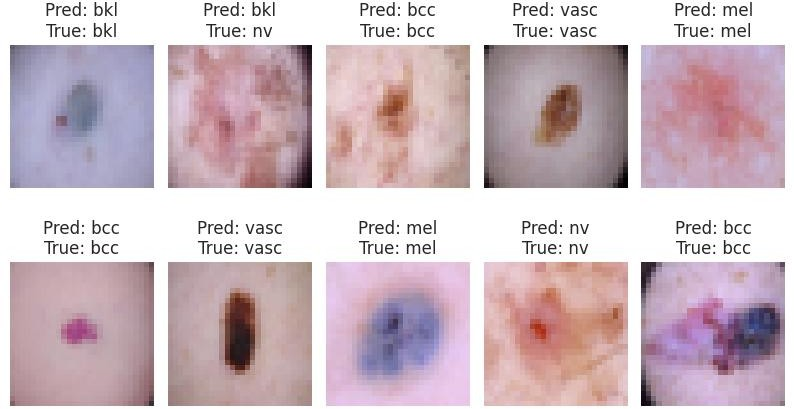 Pred: bkl
True: bkl
Pred: bkl
True: nv
Pred: bcc
True: bcc
Pred: vasc
True: vasc
Pred: mel
True: mel
Pred: bcc
True: bcc
Pred: vasc
True: vasc
Pred: mel
True: mel
Pred: nv
True: nv
Pred: bcc
True: bcc